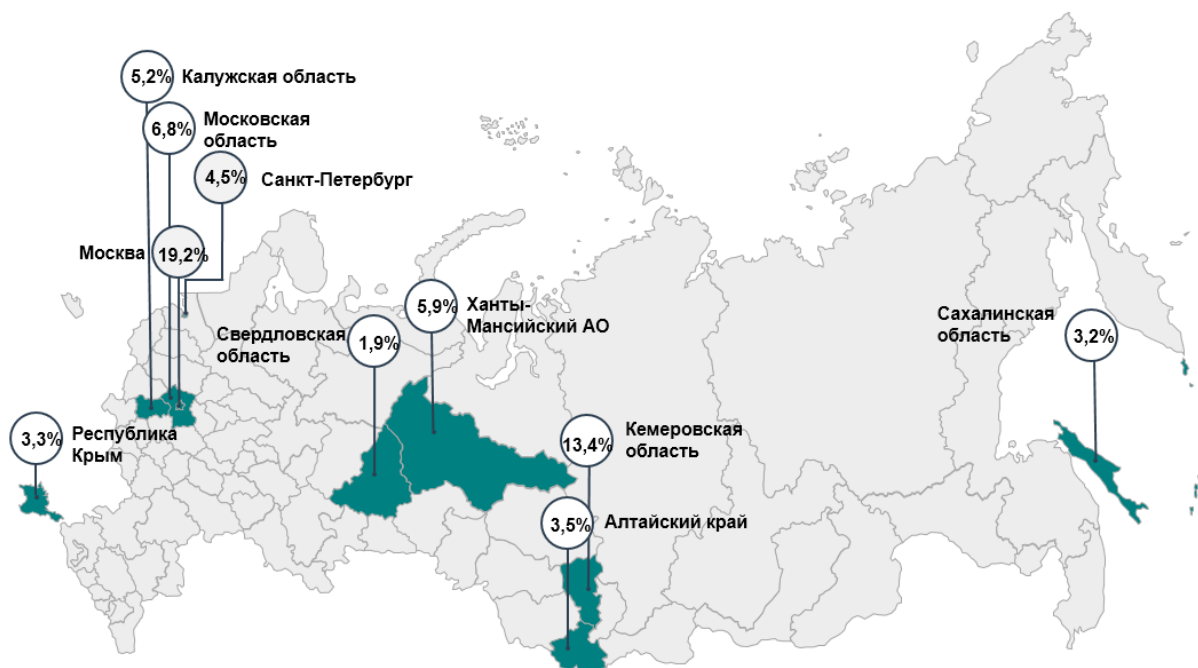 5,2%
Калужская область
6,8%
Московская
область
4,5%
Санкт-Петербург
Москва
19,2%
5,9%
Ханты-
Мансийский АО
Свердловская
область
1,9%
Сахалинская
область
3,2%
3,3%
Республика
Крым
13,4%
Кемеровская
область
3,5%
Алтайский край